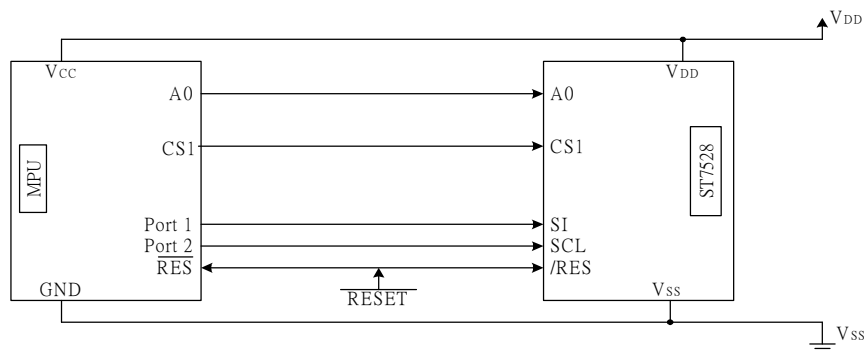 VDD
VCC
VDD
A0
A0
CS1
CS1
MPU
ST7528
Port 1
SI
Port 2
SCL
RES
/RES
GND
RESET
VSS
VSS